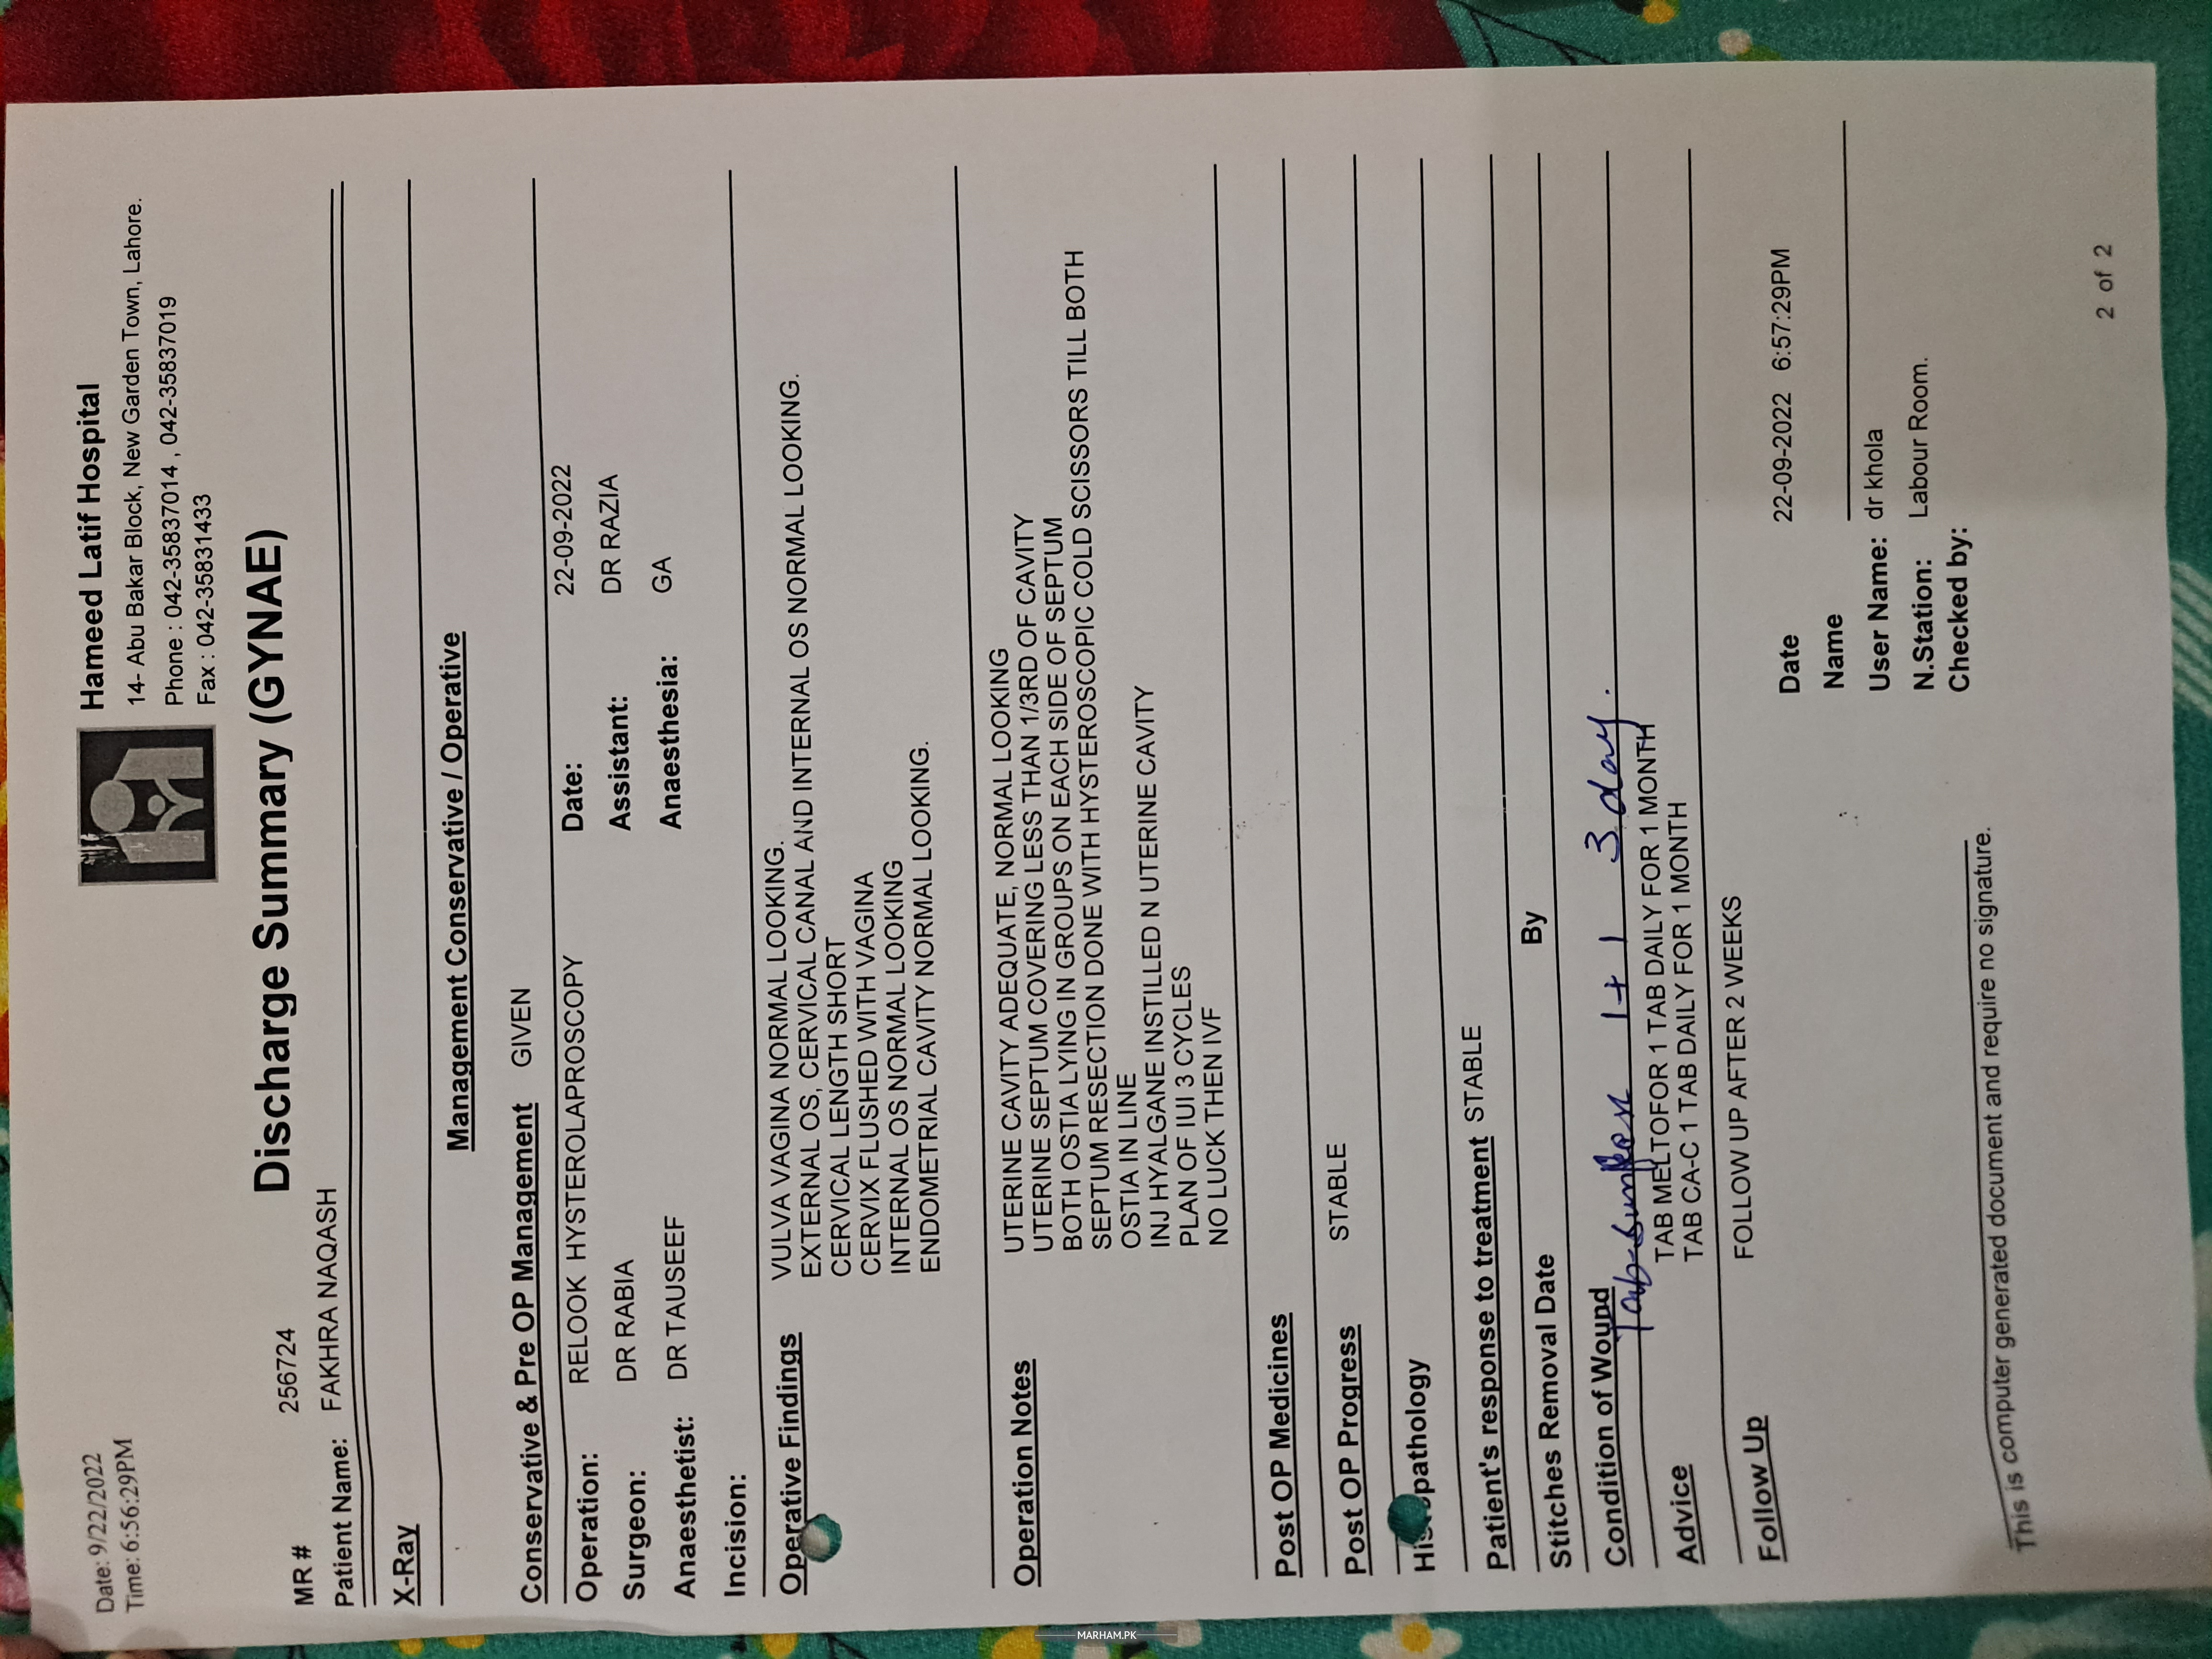 Date: 9/22/2022
Time: 6:56:29PM
Hameed Latif Hospital
14- Abu Bakar Block, New Garden Town, Lahore.
Phone : 042-35837014 , 042-35837019
Fax : 042-35831433
Discharge Summary (GYNAE)
MR # 256724
Patient Name: FAKHRA NAQASH
X-Ray
Management Conservative / Operative
Conservative & Pre OP Management GIVEN
Operation: RELOOK HYSTEROLAPROSCOPY Date: 22-09-2022
Surgeon: DR RABIA Assistant: DR RAZIA
Anaesthetist: DR TAUSEEF Anaesthesia: GA
Incision:
Operative Findings VULVA VAGINA NORMAL LOOKING.
EXTERNAL OS, CERVICAL CANAL AND INTERNAL OS NORMAL LOOKING.
CERVICAL LENGTH SHORT
CERVIX FLUSHED WITH VAGINA
INTERNAL OS NORMAL LOOKING
ENDOMETRIAL CAVITY NORMAL LOOKING.
Operation Notes UTERINE CAVITY ADEQUATE, NORMAL LOOKING
UTERINE SEPTUM COVERING LESS THAN 1/3RD OF CAVITY
BOTH OSTIA LYING IN GROUPS ON EACH SIDE OF SEPTUM
SEPTUM RESECTION DONE WITH HYSTEROSCOPIC COLD SCISSORS TILL BOTH
OSTIA IN LINE
INJ HYALGANE INSTILLED N UTERINE CAVITY
PLAN OF IUI 3 CYCLES
NO LUCK THEN IVF
Post OP Medicines
Post OP Progress STABLE
Histopathology
Patient's response to treatment STABLE
Stitches Removal Date By
Condition of Wound
Tab 1+1 3 day.
Advice TAB MELTOFOR 1 TAB DAILY FOR 1 MONTH
TAB CA-C 1 TAB DAILY FOR 1 MONTH
Follow Up FOLLOW UP AFTER 2 WEEKS
Date 22-09-2022 6:57:29PM
Name
User Name: dr khola
N.Station: Labour Room.
Checked by:
This is computer generated document and require no signature.
2 of 2
MARHAM.PK